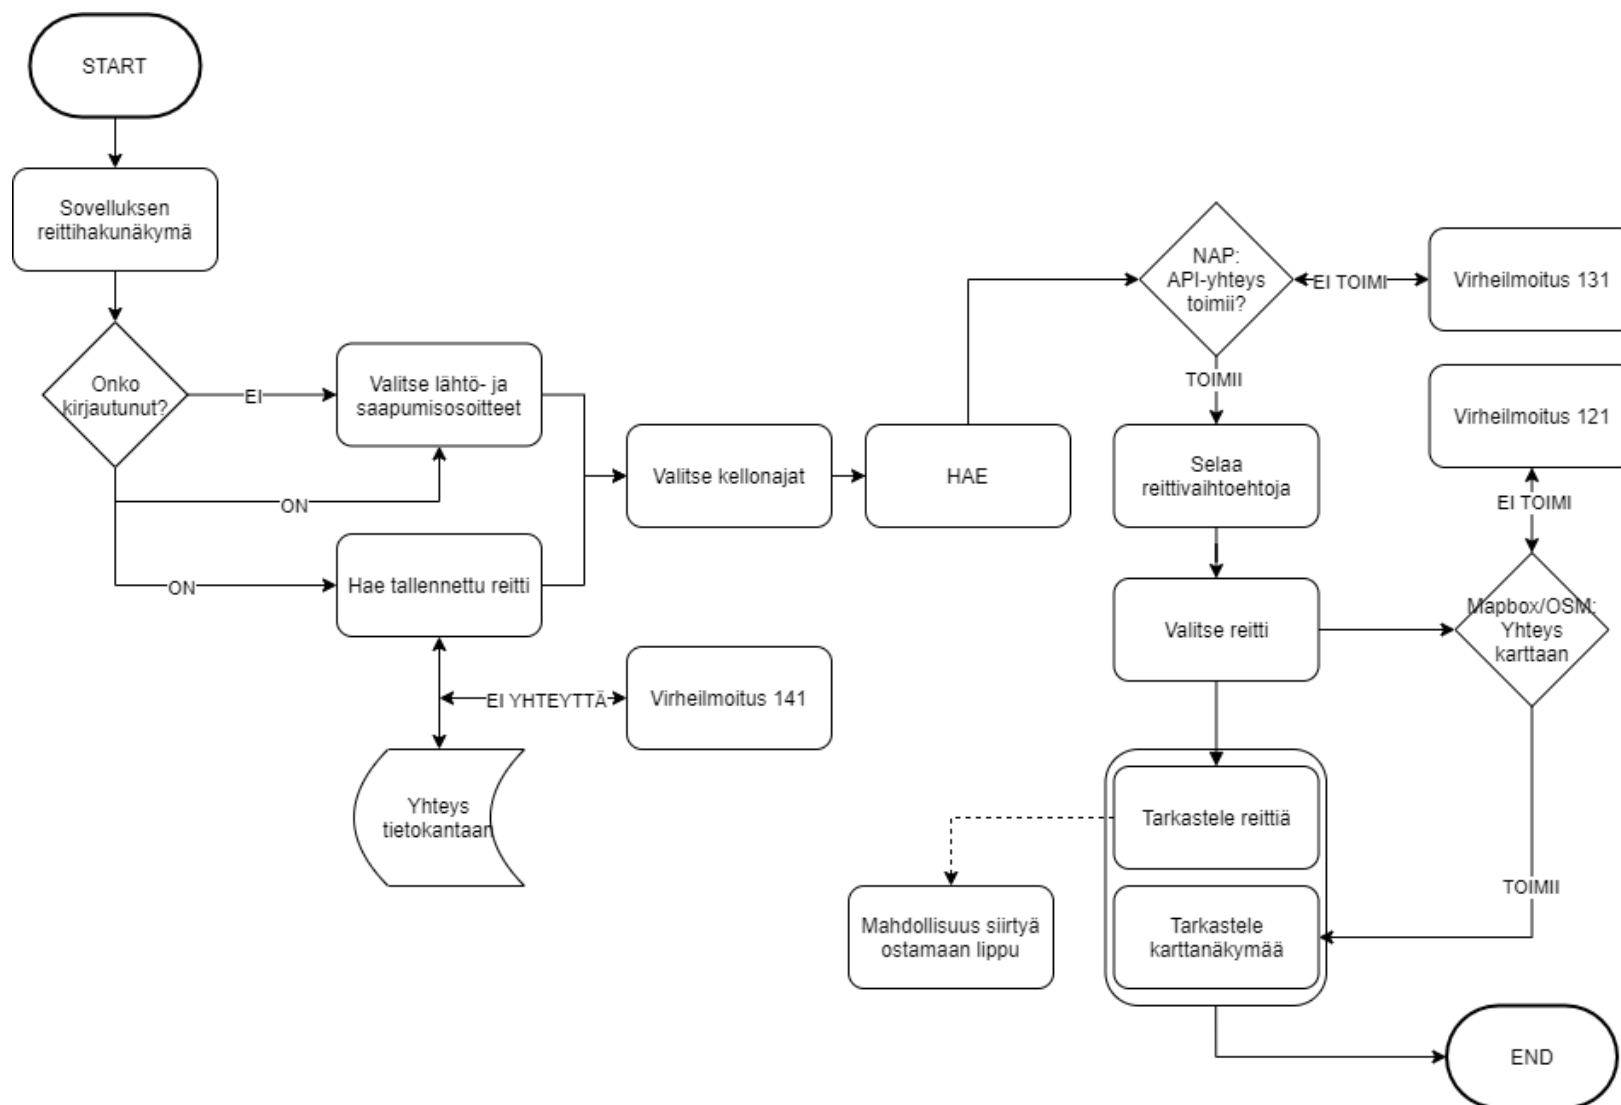 START
Sovelluksen
reittihakunäkymä
Onko
kirjautunut?
EI
ON
ON
Valitse lähtö- ja
saapumisosoitteet
Hae tallennettu reitti
EI YHTEYTTÄ
Virheilmoitus 141
Yhteys
tietokantaan
Valitse kellonajat
HAE
NAP:
API-yhteys
toimii?
EI TOIMI
Virheilmoitus 131
TOIMII
Selaa
reittivaihtoehtoja
Virheilmoitus 121
EI TOIMI
Valitse reitti
Mapbox/OSM:
Yhteys
karttaan
TOIMII
Tarkastele reittiä
Mahdollisuus siirtyä
ostamaan lippu
Tarkastele
karttanäkymää
END